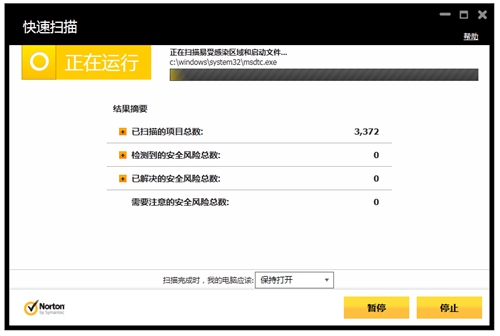 快速扫描
帮助
正在运行
正在扫描易受感染区域和启动文件...
c:\windows\system32\msdtc.exe
结果摘要
已扫描的项目总数: 3,372
检测到的安全风险总数: 0
已解决的安全风险总数: 0
需要注意的安全风险总数: 0
扫描完成时，我的电脑应该: 保持打开
Norton
by Symantec
暂停 停止